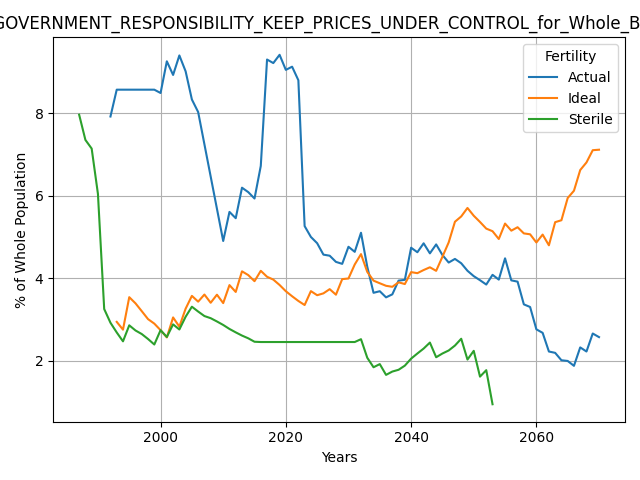 GOVERNMENT_RESPONSIBILITY_KEEP_PRICES_UNDER_CONTROL_for_Whole_B
Fertility
Actual
Ideal
Sterile
% of Whole Population
8
6
4
2
2000 2020 2040 2060
Years